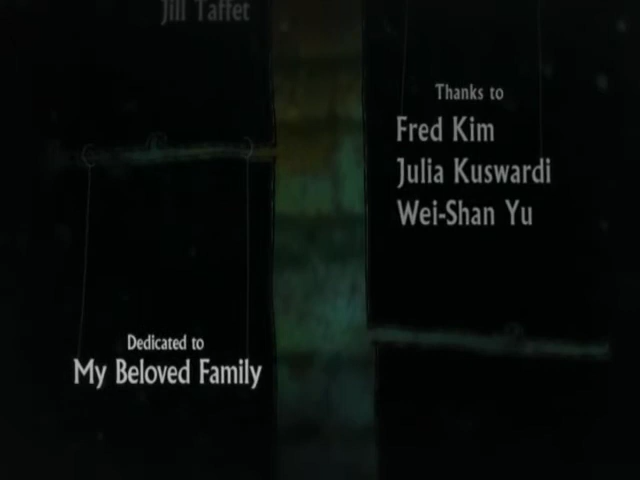 Jill Taffet
Thanks to
Fred Kim
Julia Kuswardi
Wei-Shan Yu
Dedicated to
My Beloved Family